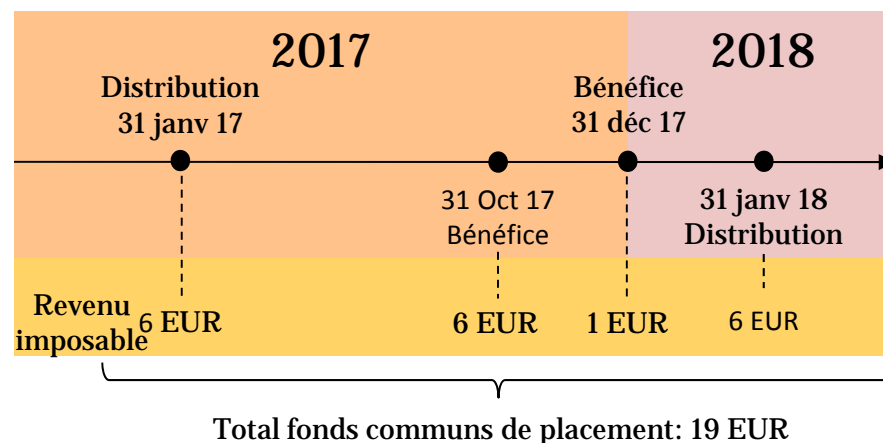 2017
2018
Distribution
31 janv 17
Bénéfice
31 déc 17
31 Oct 17
Bénéfice
31 janv 18
Distribution
Revenu
imposable
6 EUR
6 EUR
1 EUR
6 EUR
Total fonds communs de placement: 19 EUR